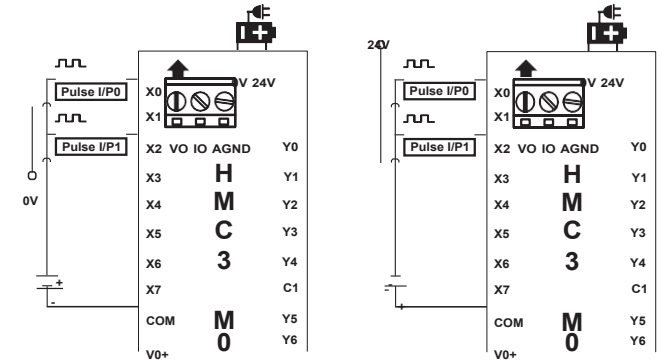 0V 24V
Pulse I/P0
X0
X1
Pulse I/P1
X2 VO IO AGND Y0
X3 H Y1
0V
X4 M Y2
X5 C Y3
X6 3 Y4
+
X7 C1
-
COM M Y5
0 Y6
V0+
24V
0V 24V
Pulse I/P0
X0
X1
Pulse I/P1
X2 VO IO AGND Y0
X3 H Y1
X4 M Y2
X5 C Y3
X6 3 Y4
-
X7 C1
+
COM M Y5
0 Y6
V0+